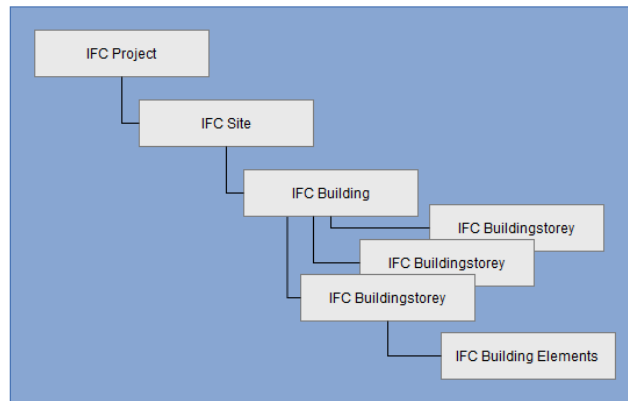 IFC Project
IFC Site
IFC Building
IFC Buildingstorey
IFC Buildingstorey
IFC Buildingstorey
IFC Building Elements